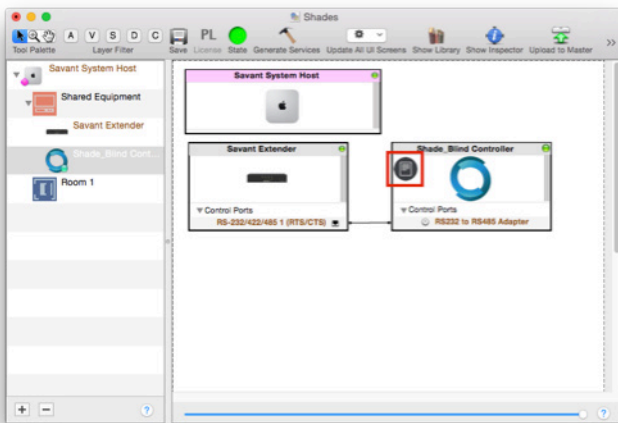 Shades
A V S D C PL
Tool Palette Layer Filter Save License State Generate Services Update All UI Screens Show Library Show Inspector Upload to Master
Savant System Host
Shared Equipment
Savant Extender
Shade_Blind Cont...
Room 1
Savant System Host
Savant Extender
Control Ports
RS-232/422/485 1 (RTS/CTS)
Shade_Blind Controller
Control Ports
RS232 to RS485 Adapter